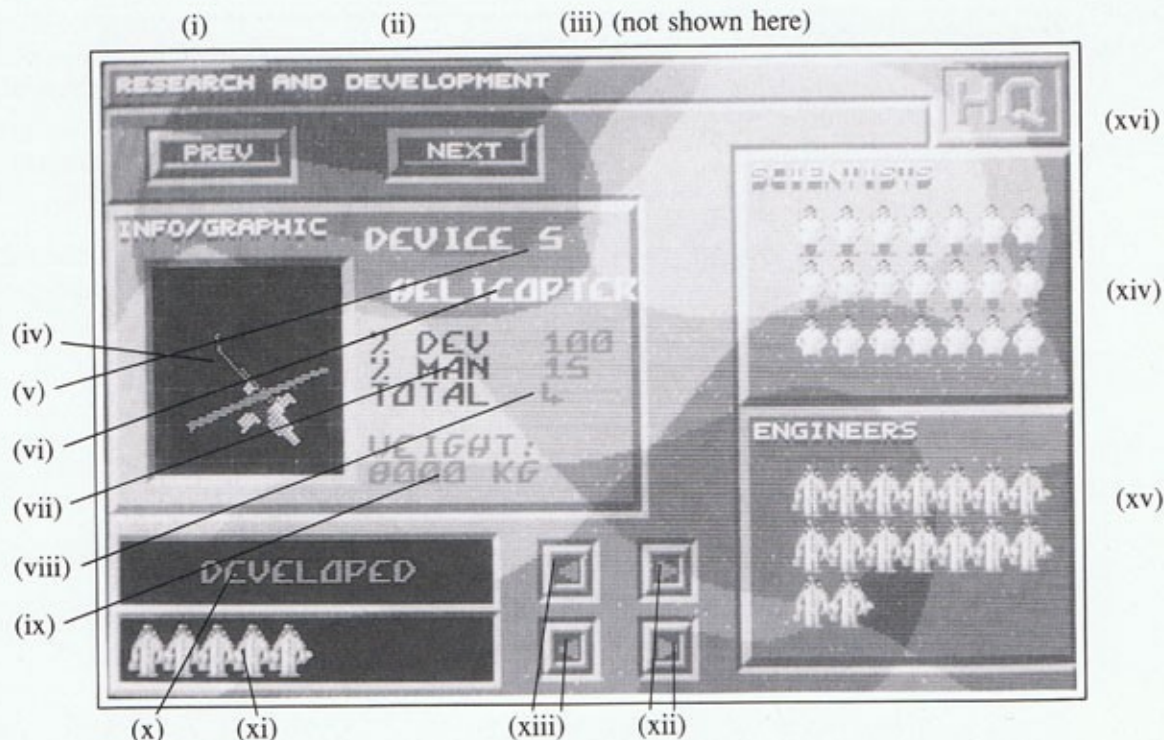 (i) (ii) (iii) (not shown here)
RESEARCH AND DEVELOPMENT
HQ
(xvi)
PREV NEXT
SCIENTISTS
INFO/GRAPHIC
DEVICE 5
HELICOPTER
(xiv)
(iv)
% DEV 100
(v)
% MAN 15
TOTAL 4
ENGINEERS
(vi)
WEIGHT:
8000 KG
(vii)
(xv)
(viii)
DEVELOPED
(ix)
(x) (xi) (xiii) (xii)